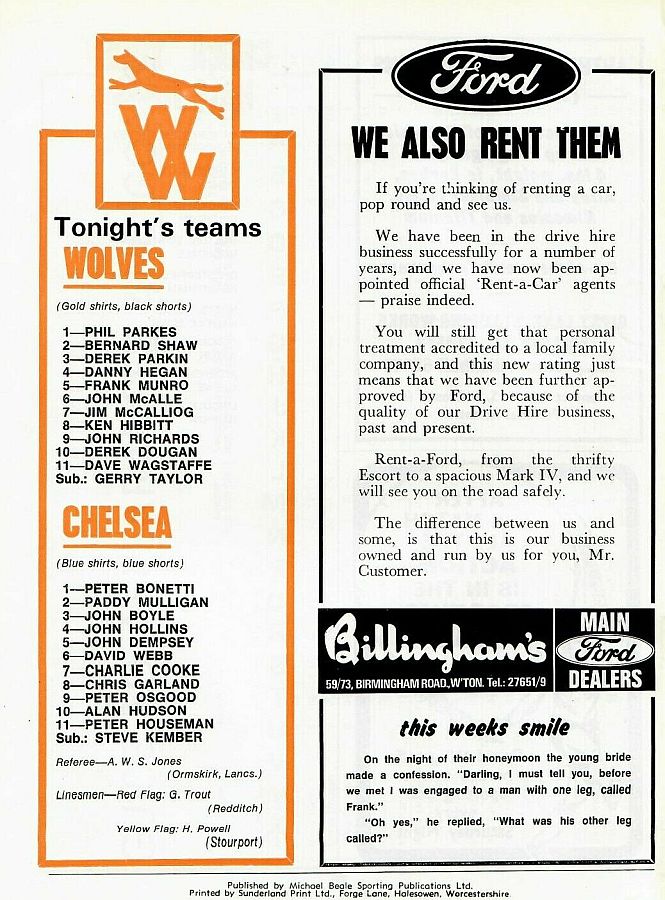 W
W
Tonight's teams
WOLVES
(Gold shirts, black shorts)
1—PHIL PARKES
2—BERNARD SHAW
3—DEREK PARKIN
4—DANNY HEGAN
5—FRANK MUNRO
6—JOHN McALLE
7—JIM McCALLIOG
8—KEN HIBBITT
9—JOHN RICHARDS
10—DEREK DOUGAN
11—DAVE WAGSTAFFE
Sub.: GERRY TAYLOR
CHELSEA
(Blue shirts, blue shorts)
1—PETER BONETTI
2—PADDY MULLIGAN
3—JOHN BOYLE
4—JOHN HOLLINS
5—JOHN DEMPSEY
6—DAVID WEBB
7—CHARLIE COOKE
8—CHRIS GARLAND
9—PETER OSGOOD
10—ALAN HUDSON
11—PETER HOUSEMAN
Sub.: STEVE KEMBER
Referee—A. W. S. Jones
(Ormskirk, Lancs.)
Linesmen—Red Flag: G. Trout
(Redditch)
Yellow Flag: H. Powell
(Stourport)
Ford
WE ALSO RENT THEM
If you're thinking of renting a car,
pop round and see us.
We have been in the drive hire
business successfully for a number of
years, and we have now been ap-
pointed official 'Rent-a-Car' agents
— praise indeed.
You will still get that personal
treatment accredited to a local family
company, and this new rating just
means that we have been further ap-
proved by Ford, because of the
quality of our Drive Hire business,
past and present.
Rent-a-Ford, from the thrifty
Escort to a spacious Mark IV, and we
will see you on the road safely.
The difference between us and
some, is that this is our business
owned and run by us for you, Mr.
Customer.
Billingham's
59/73, BIRMINGHAM ROAD, W'TON. Tel.: 27651/9
MAIN
Ford
DEALERS
this weeks smile
On the night of their honeymoon the young bride
made a confession. "Darling, I must tell you, before
we met I was engaged to a man with one leg, called
Frank."
"Oh yes," he replied, "What was his other leg
called?"
Published by Michael Beale Sporting Publications Ltd.
Printed by Sunderland Print Ltd., Forge Lane, Halesowen, Worcestershire